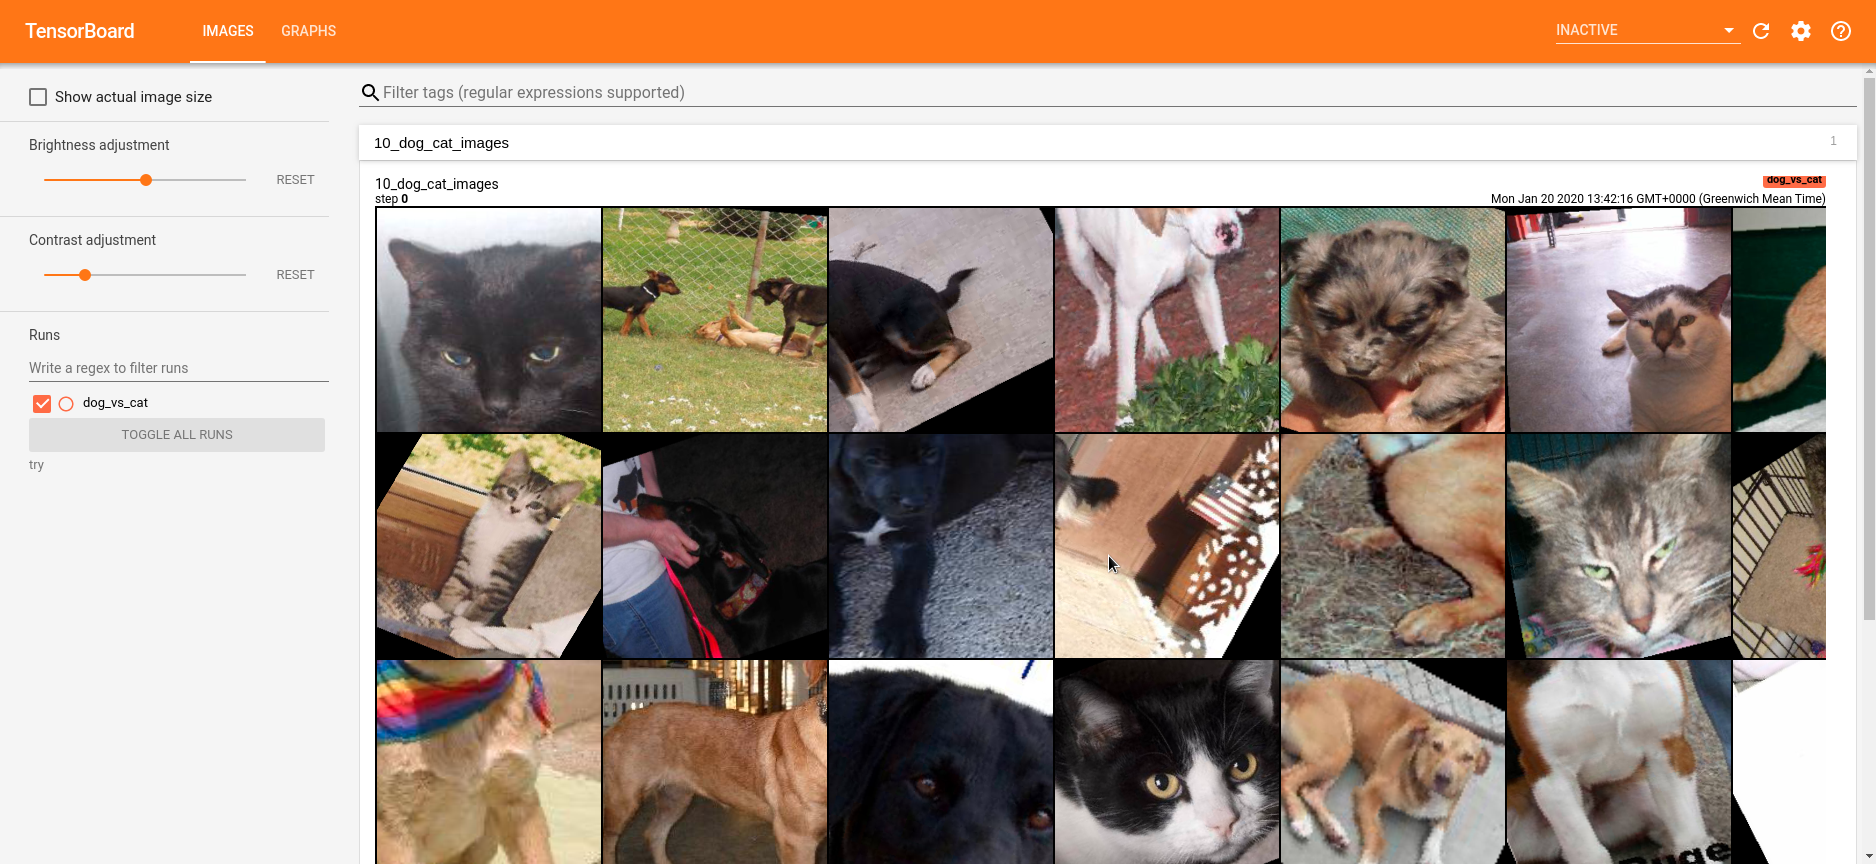 TensorBoard
IMAGES
GRAPHS
INACTIVE
Show actual image size
Brightness adjustment
RESET
Contrast adjustment
RESET
Runs
Write a regex to filter runs
dog_vs_cat
TOGGLE ALL RUNS
try
Filter tags (regular expressions supported)
10_dog_cat_images
1
10_dog_cat_images
dog_vs_cat
step 0
Mon Jan 20 2020 13:42:16 GMT+0000 (Greenwich Mean Time)